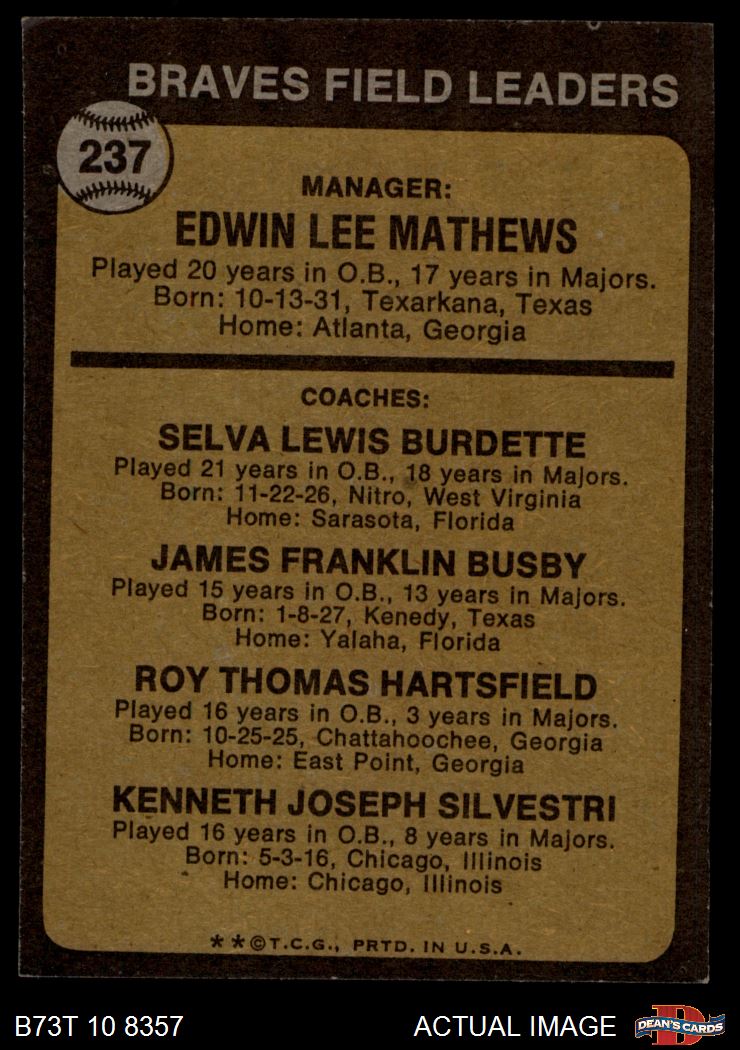 BRAVES FIELD LEADERS
237
MANAGER:
EDWIN LEE MATHEWS
Played 20 years in O.B., 17 years in Majors.
Born: 10-13-31, Texarkana, Texas
Home: Atlanta, Georgia
COACHES:
SELVA LEWIS BURDETTE
Played 21 years in O.B., 18 years in Majors.
Born: 11-22-26, Nitro, West Virginia
Home: Sarasota, Florida
JAMES FRANKLIN BUSBY
Played 15 years in O.B., 13 years in Majors.
Born: 1-8-27, Kenedy, Texas
Home: Yalaha, Florida
ROY THOMAS HARTSFIELD
Played 16 years in O.B., 3 years in Majors.
Born: 10-25-25, Chattahoochee, Georgia
Home: East Point, Georgia
KENNETH JOSEPH SILVESTRI
Played 16 years in O.B., 8 years in Majors.
Born: 5-3-16, Chicago, Illinois
Home: Chicago, Illinois
**©T.C.G., PRTD. IN U.S.A.
B73T 10 8357 ACTUAL IMAGE
D
DEAN'S CARDS